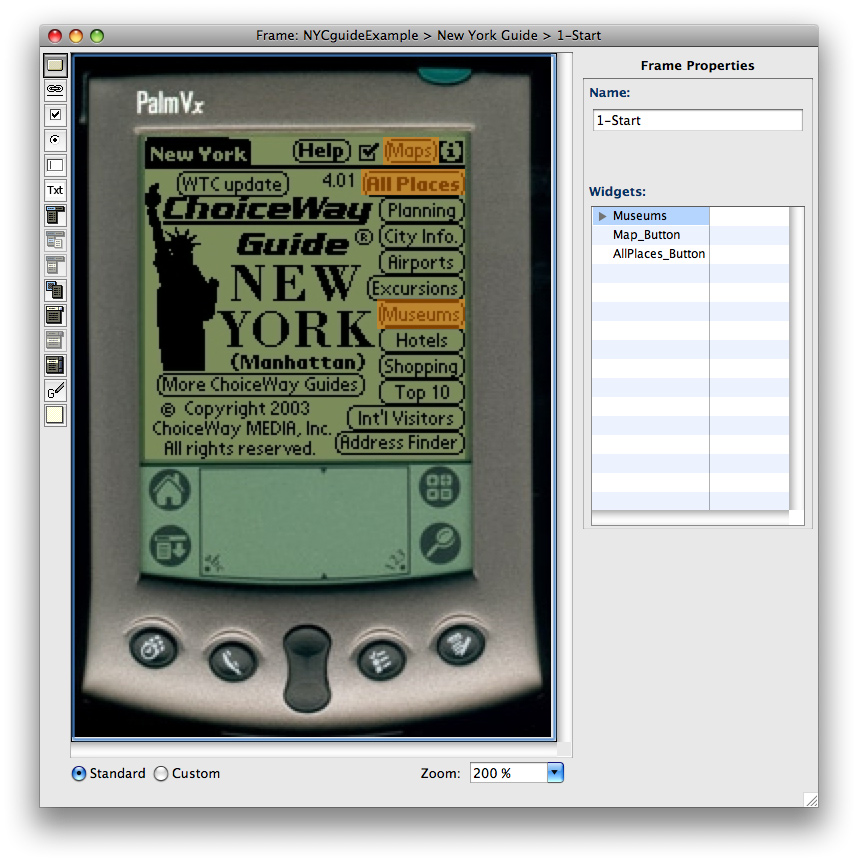 Frame: NYCguideExample > New York Guide > 1-Start
Txt
G
PalmVx
New York
Help
Maps
i
WTC update
4.01
All Places
ChoiceWay
Planning
Guide ®
City Info.
Airports
NEW
Excursions
YORK
Museums
(Manhattan)
Hotels
Shopping
More ChoiceWay Guides
Top 10
© Copyright 2003
Int'l Visitors
ChoiceWay MEDIA, Inc.
All rights reserved.
Address Finder
Standard
Custom
Zoom:
200 %
Frame Properties
Name:
1-Start
Widgets:
Museums
Map_Button
AllPlaces_Button